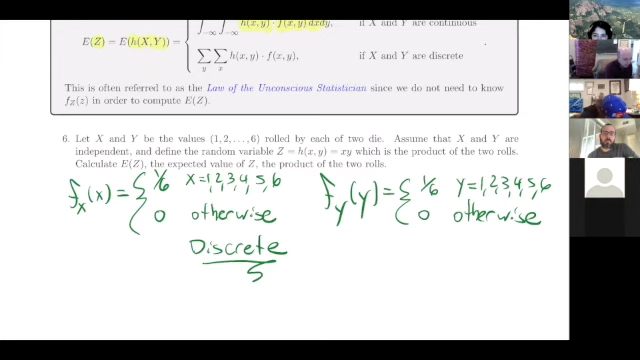 E(Z) = E(h(X, Y) = { ∫_{-∞} ∫_{-∞} h(x, y) · f(x, y) dxdy, if X and Y are continuous
∑_y ∑_x h(x, y) · f(x, y), if X and Y are discrete
.
This is often referred to as the Law of the Unconscious Statistician since we do not need to know
f_Z(z) in order to compute E(Z).
6. Let X and Y be the values (1, 2, . . . , 6) rolled by each of two die. Assume that X and Y are
independent, and define the random variable Z = h(x, y) = xy which is the product of the two rolls.
Calculate E(Z), the expected value of Z, the product of the two rolls.
f_X(x) = { 1/6 X=1,2,3,4,5,6
0 otherwise
f_Y(y) = { 1/6 Y=1,2,3,4,5,6
0 otherwise
Discrete